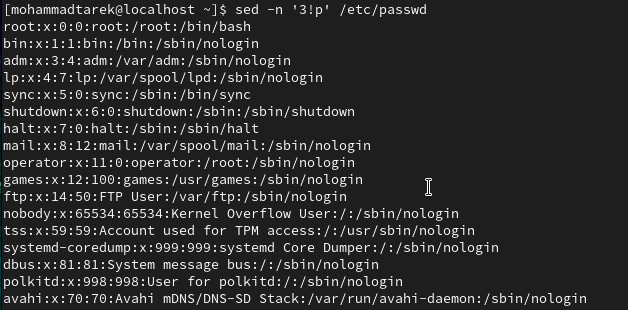 [mohammadtarek@localhost ~]$ sed -n '3!p' /etc/passwd
root:x:0:0:root:/root:/bin/bash
bin:x:1:1:bin:/bin:/sbin/nologin
adm:x:3:4:adm:/var/adm:/sbin/nologin
lp:x:4:7:lp:/var/spool/lpd:/sbin/nologin
sync:x:5:0:sync:/sbin:/bin/sync
shutdown:x:6:0:shutdown:/sbin:/sbin/shutdown
halt:x:7:0:halt:/sbin:/sbin/halt
mail:x:8:12:mail:/var/spool/mail:/sbin/nologin
operator:x:11:0:operator:/root:/sbin/nologin
games:x:12:100:games:/usr/games:/sbin/nologin
ftp:x:14:50:FTP User:/var/ftp:/sbin/nologin
nobody:x:65534:65534:Kernel Overflow User:/:/sbin/nologin
tss:x:59:59:Account used for TPM access:/:/usr/sbin/nologin
systemd-coredump:x:999:999:systemd Core Dumper:/:/sbin/nologin
dbus:x:81:81:System message bus:/:/sbin/nologin
polkitd:x:998:998:User for polkitd:/:/sbin/nologin
avahi:x:70:70:Avahi mDNS/DNS-SD Stack:/var/run/avahi-daemon:/sbin/nologin